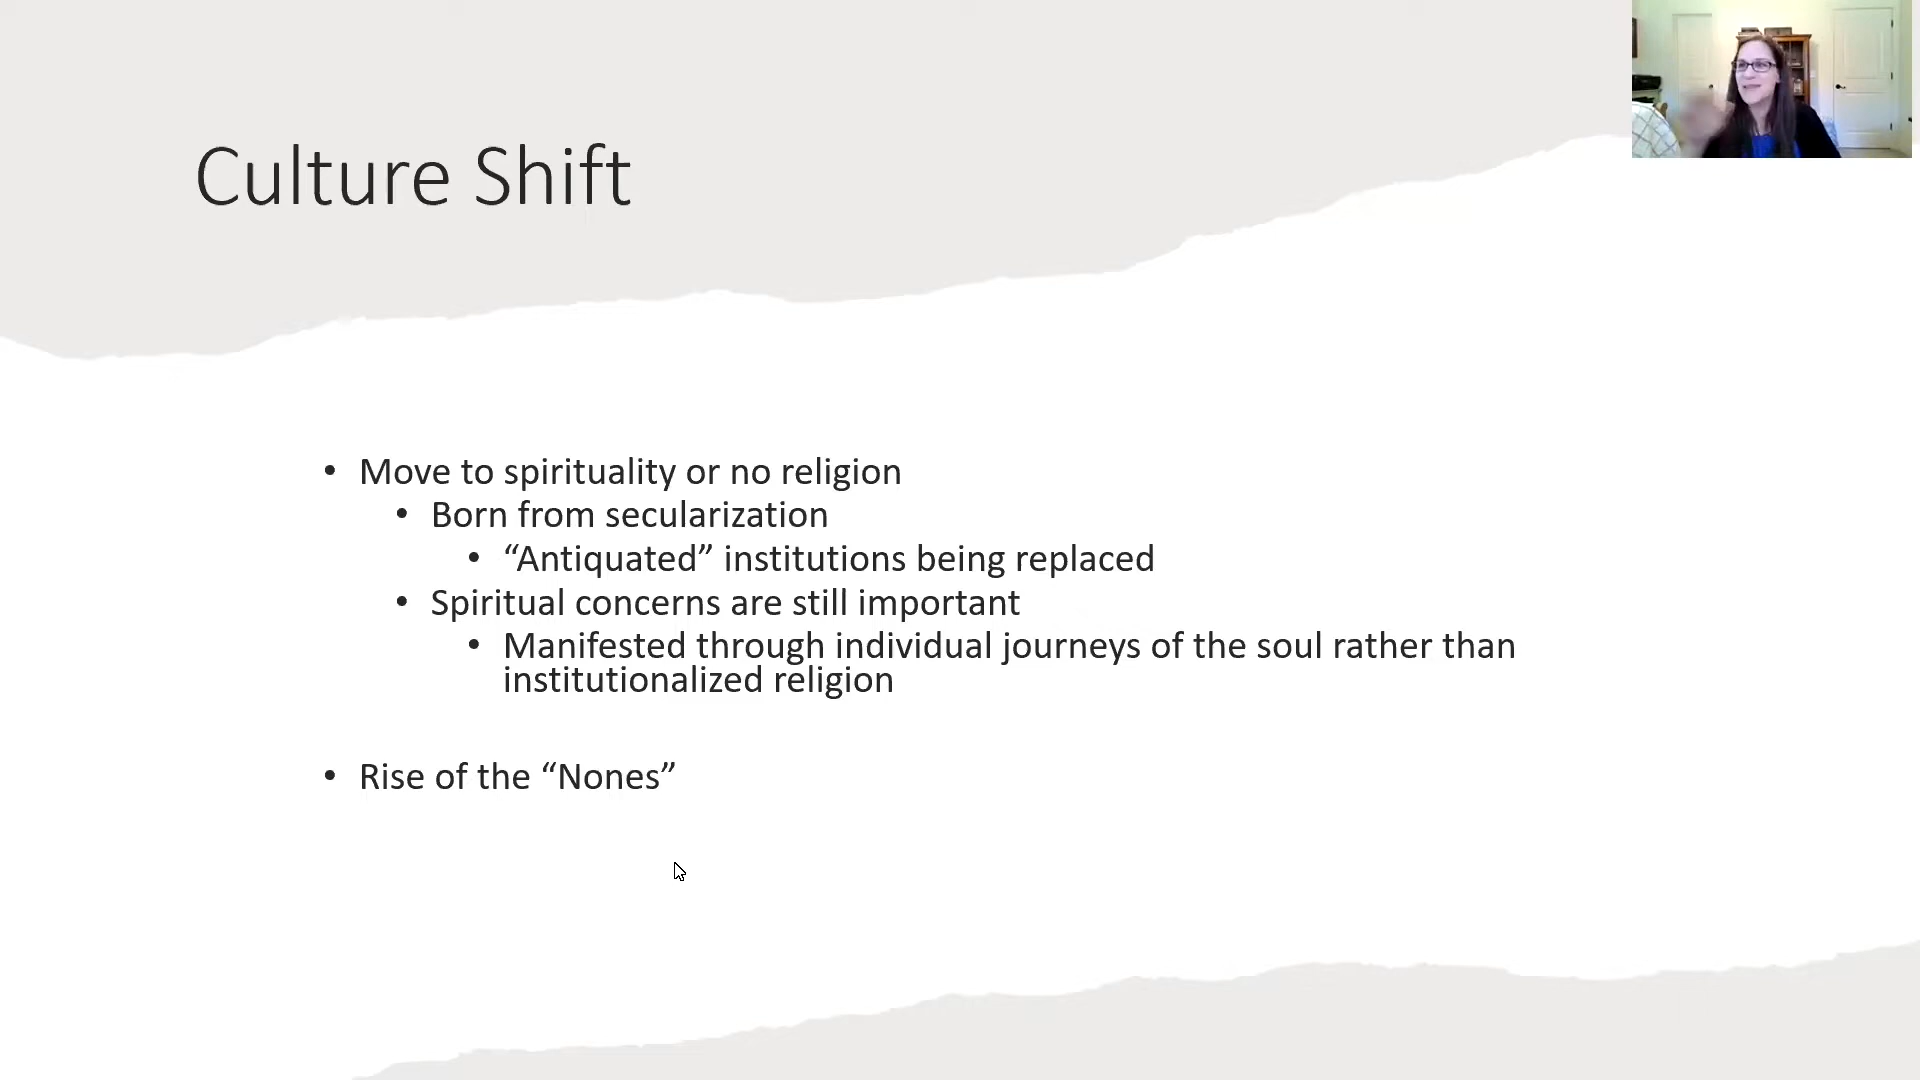 Culture Shift
• Move to spirituality or no religion
• Born from secularization
• “Antiquated” institutions being replaced
• Spiritual concerns are still important
• Manifested through individual journeys of the soul rather than
institutionalized religion
• Rise of the “Nones”